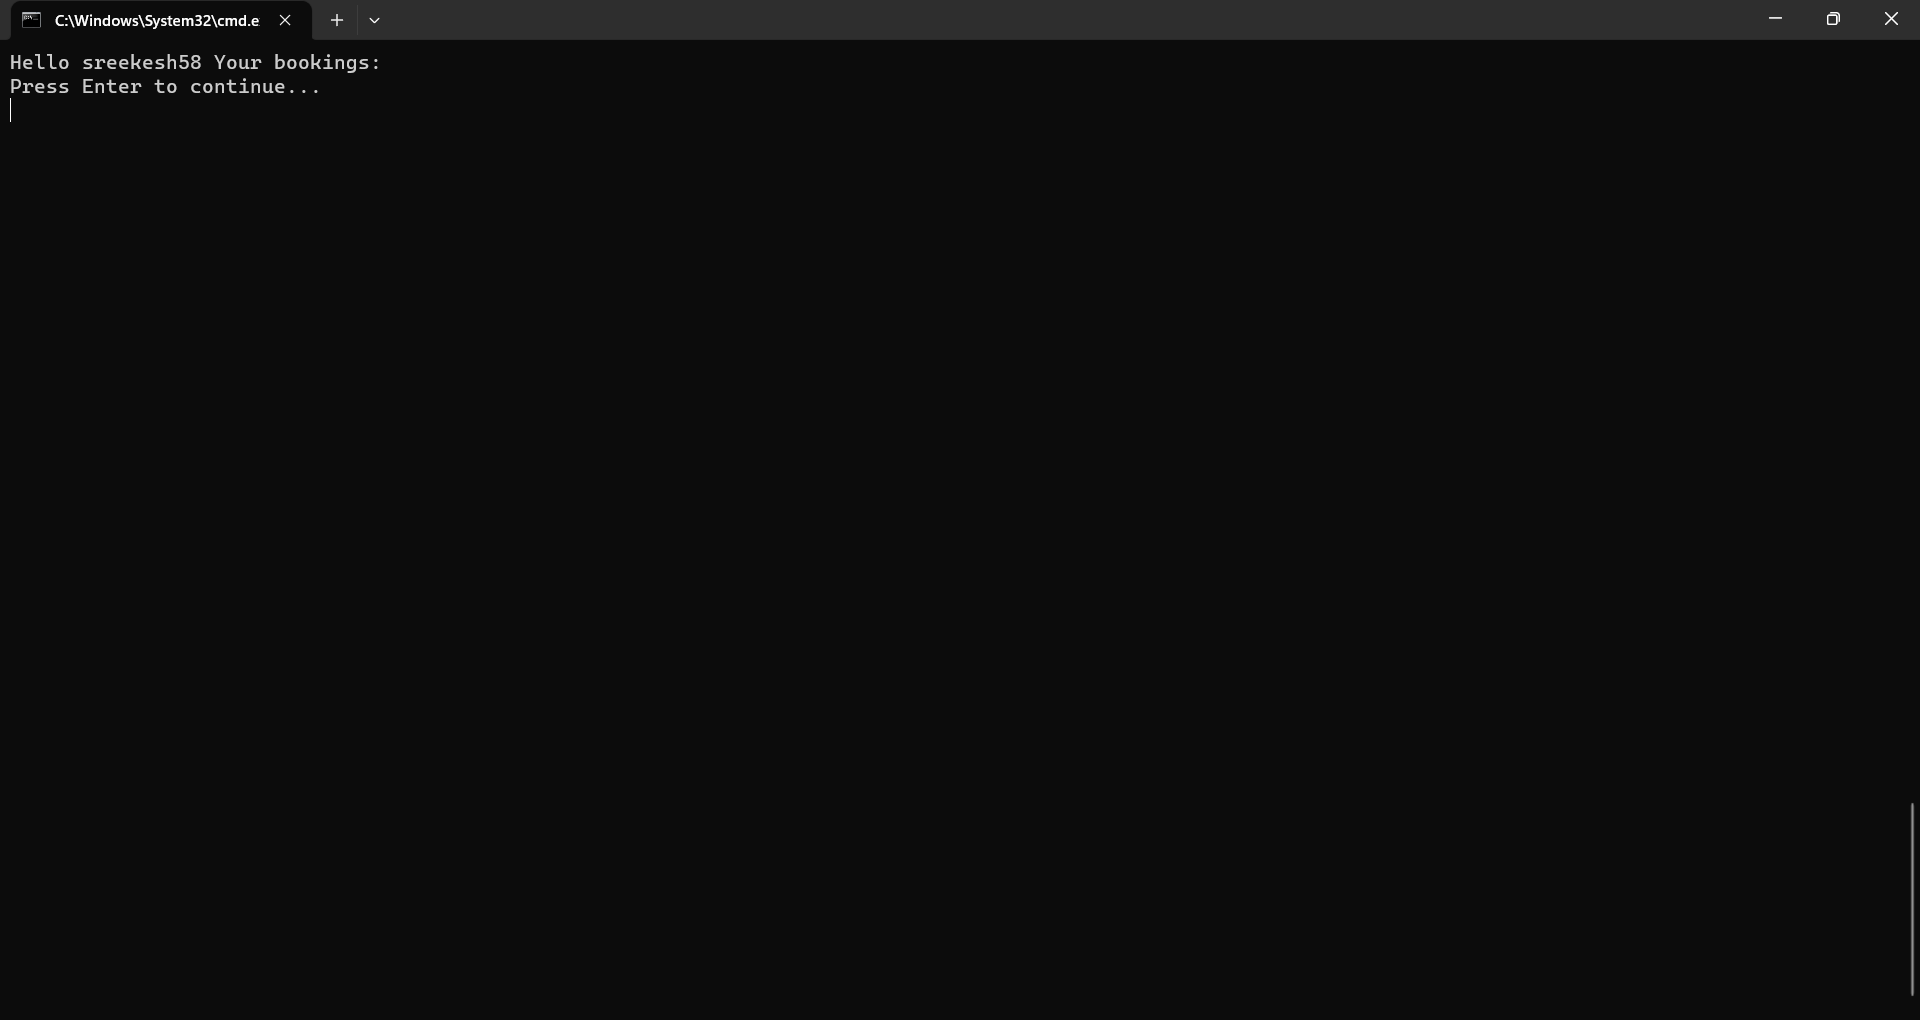 C:\Windows\System32\cmd.e
Hello sreekesh58 Your bookings:
Press Enter to continue...